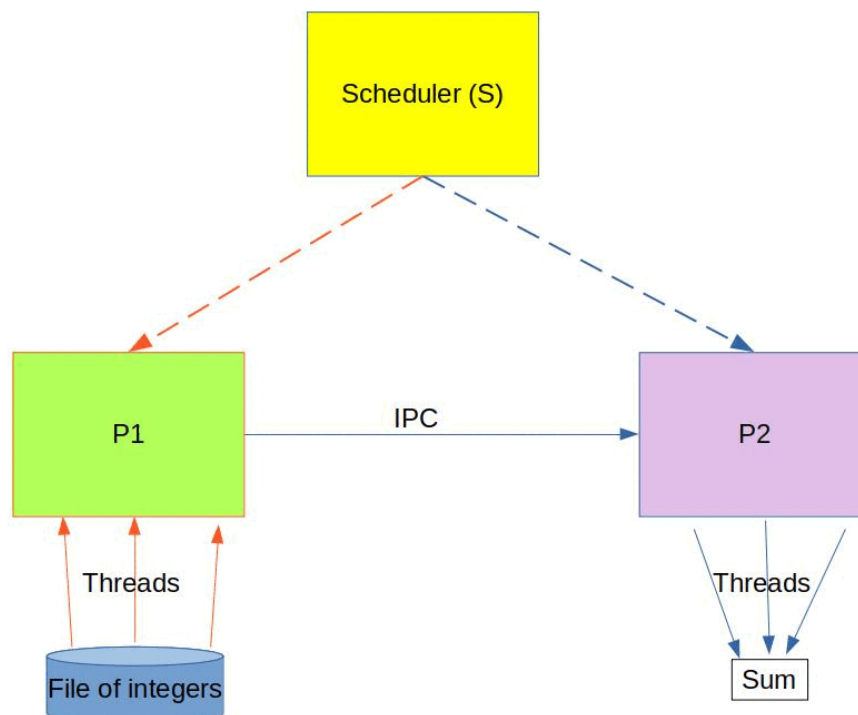 Scheduler (S)
P1
IPC
P2
Threads
Threads
File of integers
Sum